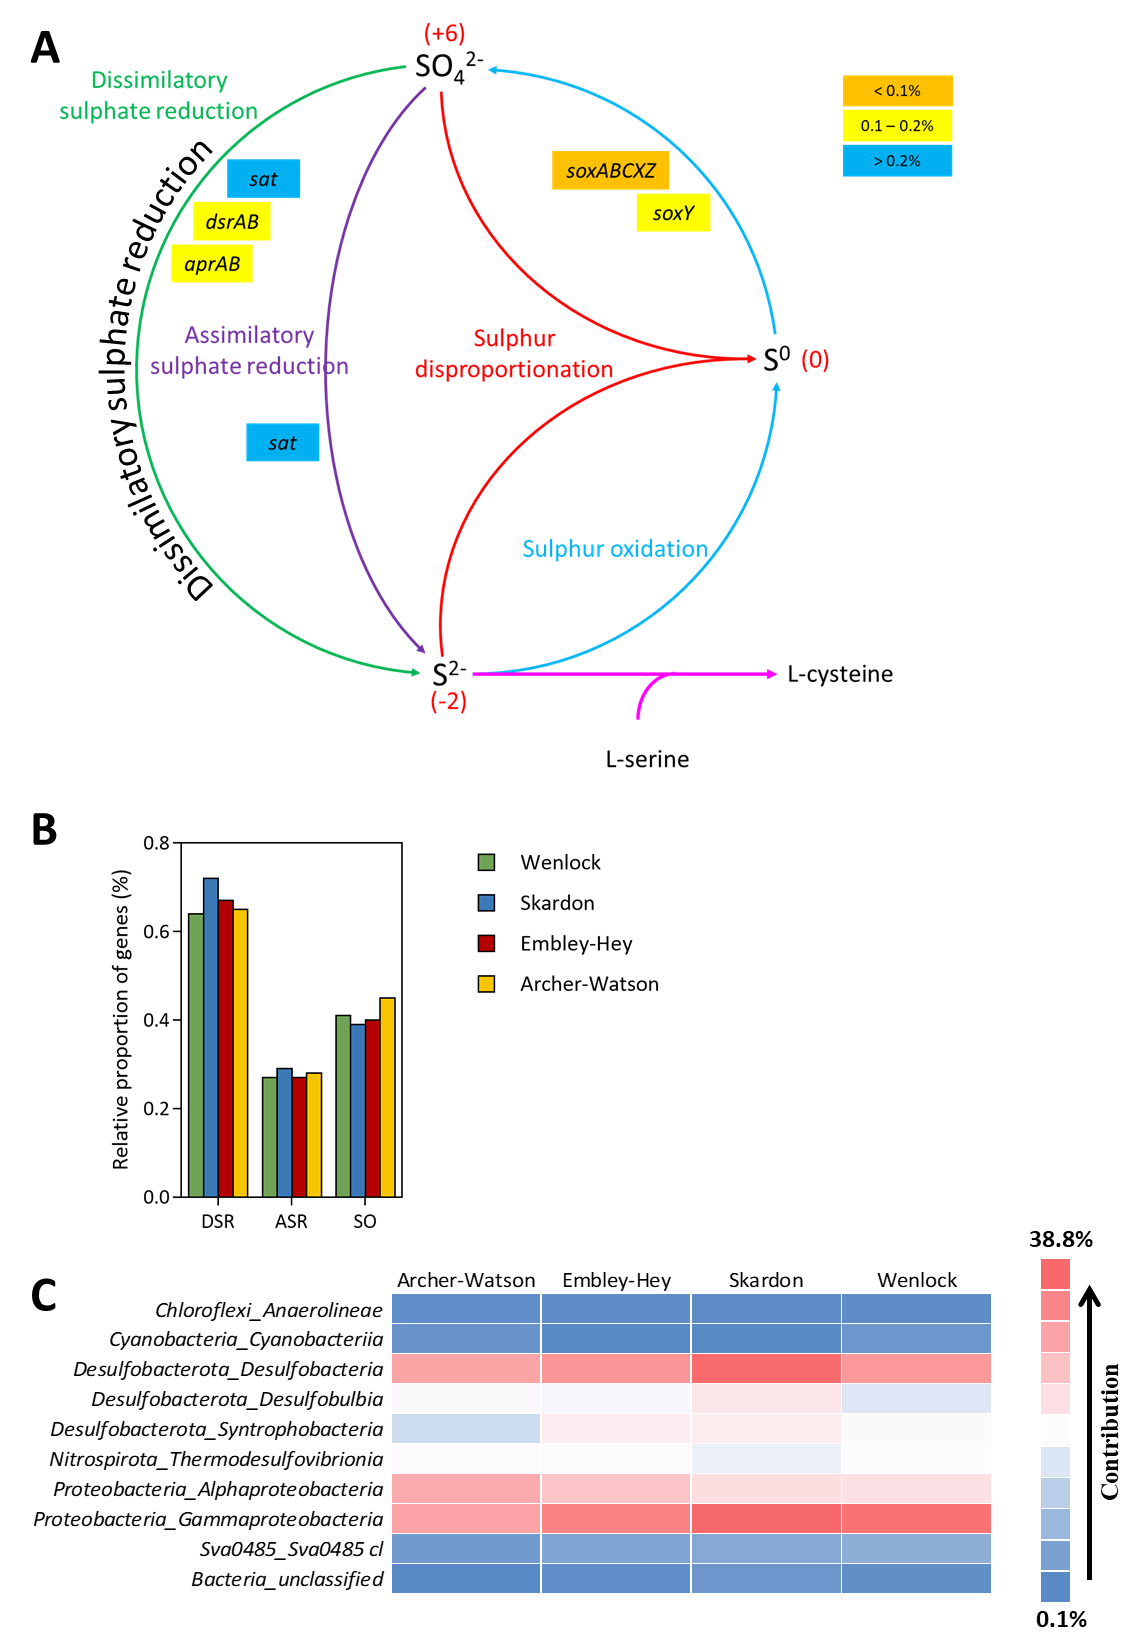 A
(+6)
SO₄²⁻
Dissimilatory
sulphate reduction
< 0.1%
0.1 – 0.2%
> 0.2%
Dissimilatory sulphate reduction
sat
dsrAB
aprAB
soxABCXZ
soxY
Assimilatory
sulphate reduction
Sulphur
disproportionation
S⁰ (0)
sat
Sulphur oxidation
S²⁻
(-2)
L-cysteine
L-serine
B
Relative proportion of genes (%)
0.8
0.6
0.4
0.2
0.0
DSR ASR SO
Wenlock
Skardon
Embley-Hey
Archer-Watson
C
Archer-Watson Embley-Hey Skardon Wenlock
Chloroflexi_Anaerolineae
Cyanobacteria_Cyanobacteriia
Desulfobacterota_Desulfobacteria
Desulfobacterota_Desulfobulbia
Desulfobacterota_Syntrophobacteria
Nitrospirota_Thermodesulfovibrionia
Proteobacteria_Alphaproteobacteria
Proteobacteria_Gammaproteobacteria
Sva0485_Sva0485 cl
Bacteria_unclassified
38.8%
Contribution
0.1%